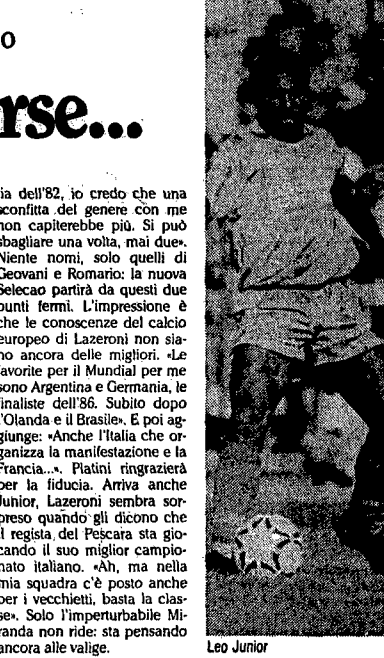 o
rse...
ia dell'82, io credo che una
sconfitta del genere con me
non capiterebbe più. Si può
sbagliare una volta, mai due».
Niente nomi, solo quelli di
Geovani e Romario: la nuova
Selecao partirà da questi due
punti fermi. L'impressione è
che le conoscenze del calcio
europeo di Lazeroni non sia-
no ancora delle migliori. «Le
favorite per il Mundial per me
sono Argentina e Germania, le
finaliste dell'86. Subito dopo
l'Olanda e il Brasile». E poi ag-
giunge: «Anche l'Italia che or-
ganizza la manifestazione e la
Francia...». Platini ringrazierà
per la fiducia. Arriva anche
Junior, Lazeroni sembra sor-
preso quando gli dicono che
il regista del Pescara sta gio-
cando il suo miglior campio-
nato italiano. «Ah, ma nella
mia squadra c'è posto anche
per i vecchietti, basta la clas-
se». Solo l'imperturbabile Mi-
randa non ride: sta pensando
ancora alle valige.
Leo Junior